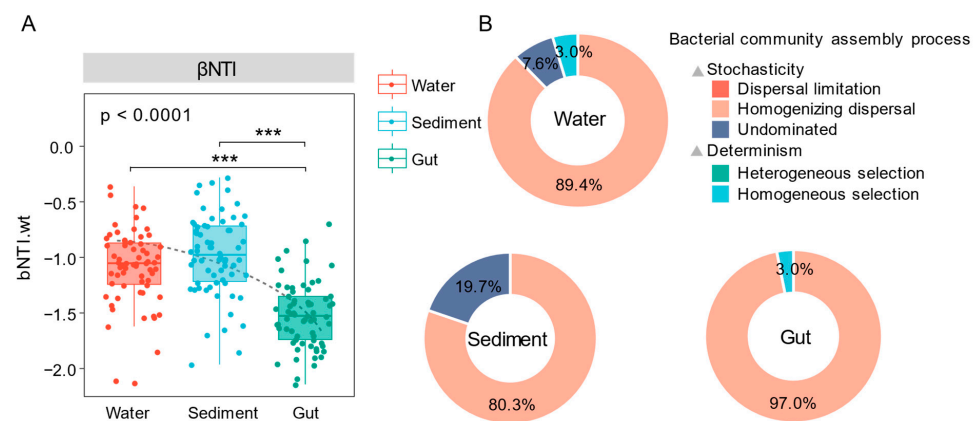 A
βNTI
p < 0.0001
***
***
0.0
−0.5
−1.0
−1.5
−2.0
bNTI.wt
Water
Sediment
Gut
Water
Sediment
Gut
B
7.6%
3.0%
Water
89.4%
Bacterial community assembly process
Stochasticity
Dispersal limitation
Homogenizing dispersal
Undominated
Determinism
Heterogeneous selection
Homogeneous selection
19.7%
Sediment
80.3%
3.0%
Gut
97.0%